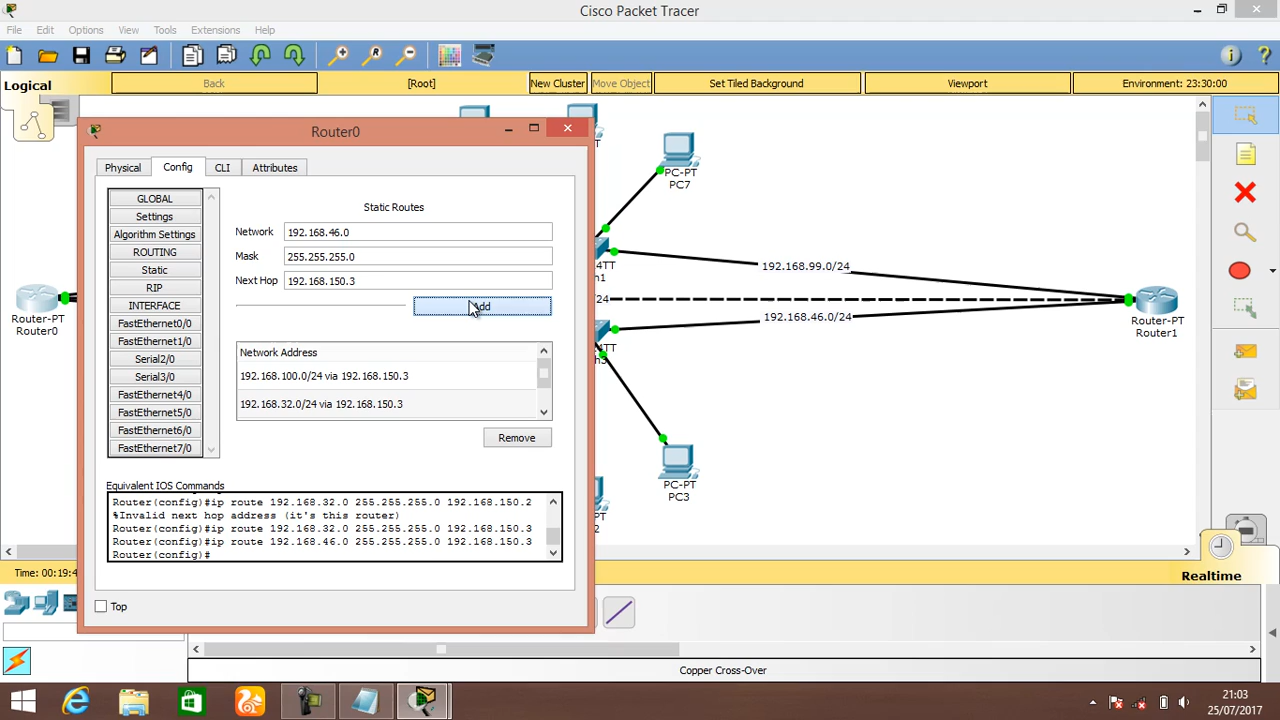 Cisco Packet Tracer
File Edit Options View Tools Extensions Help
Logical
Back
[Root]
New Cluster
Move Object
Set Tiled Background
Viewport
Environment: 23:30:00
Router0
Physical Config CLI Attributes
GLOBAL
Settings
Algorithm Settings
ROUTING
Static
RIP
INTERFACE
FastEthernet0/0
FastEthernet1/0
Serial2/0
Serial3/0
FastEthernet4/0
FastEthernet5/0
FastEthernet6/0
FastEthernet7/0
Static Routes
Network 192.168.46.0
Mask 255.255.255.0
Next Hop 192.168.150.3
Network Address
192.168.100.0/24 via 192.168.150.3
192.168.32.0/24 via 192.168.150.3
Remove
Equivalent IOS Commands
Router(config)#ip route 192.168.32.0 255.255.255.0 192.168.150.2
%Invalid next hop address (it's this router)
Router(config)#ip route 192.168.32.0 255.255.255.0 192.168.150.3
Router(config)#ip route 192.168.46.0 255.255.255.0 192.168.150.3
Router(config)#
Top
Router-PT
Router0
PC-PT
PC7
192.168.99.0/24
192.168.46.0/24
Router-PT
Router1
PC-PT
PC3
Time: 00:19:4
Realtime
Copper Cross-Over
21:03
25/07/2017